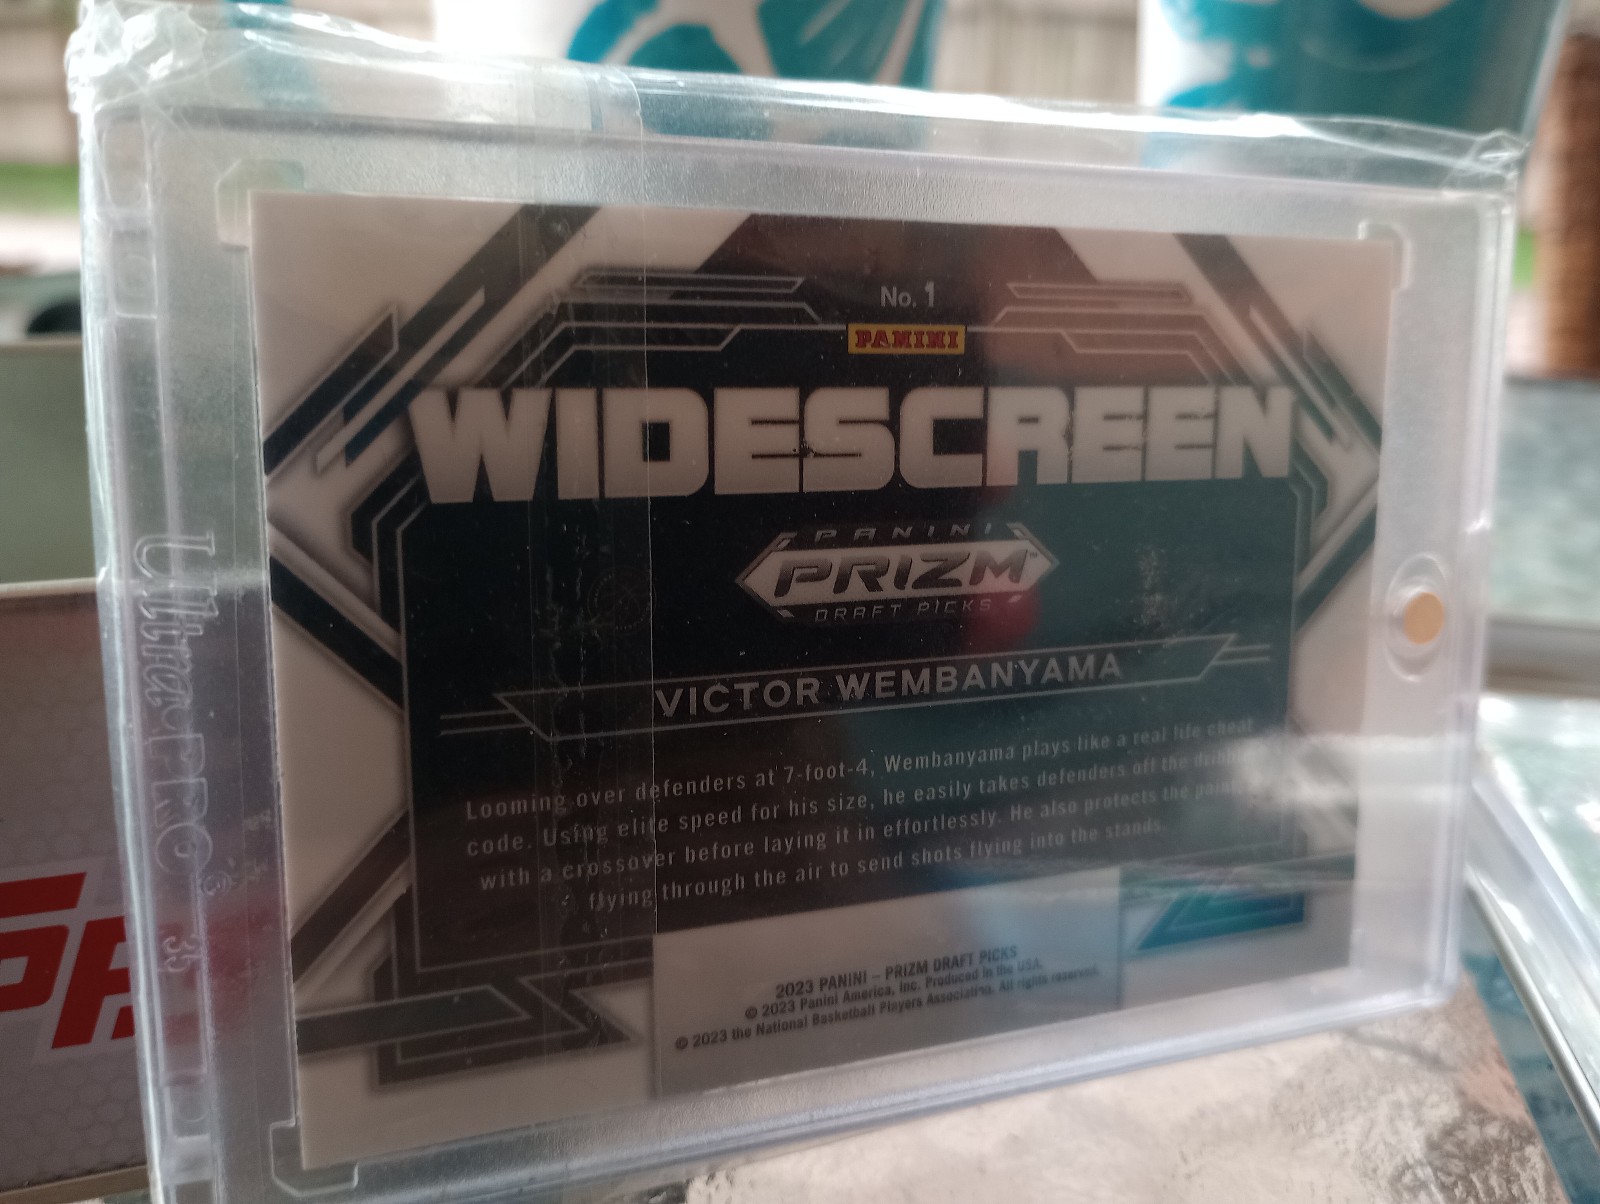 No. 1
PANINI
WIDESCREEN
PANINI
PRIZM™
DRAFT PICKS
VICTOR WEMBANYAMA
Looming over defenders at 7-foot-4, Wembanyama plays like a real life cheat
code. Using elite speed for his size, he easily takes defenders off the dribble
with a crossover before laying it in effortlessly. He also protects the paint,
flying through the air to send shots flying into the stands.
2023 PANINI – PRIZM DRAFT PICKS
© 2023 Panini America, Inc. Produced in the USA.
© 2023 the National Basketball Players Association. All rights reserved.
Ultra PRO®
35